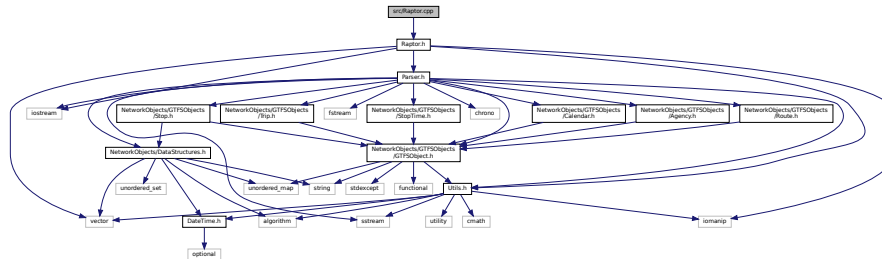 src/Raptor.cpp
Raptor.h
Parser.h
iostream
NetworkObjects/GTFSObjects
/Stop.h
NetworkObjects/GTFSObjects
/Trip.h
fstream
NetworkObjects/GTFSObjects
/StopTime.h
chrono
NetworkObjects/GTFSObjects
/Calendar.h
NetworkObjects/GTFSObjects
/Agency.h
NetworkObjects/GTFSObjects
/Route.h
NetworkObjects/DataStructures.h
NetworkObjects/GTFSObjects
/GTFSObject.h
unordered_set
unordered_map
string
stdexcept
functional
Utils.h
vector
DateTime.h
algorithm
sstream
utility
cmath
iomanip
optional